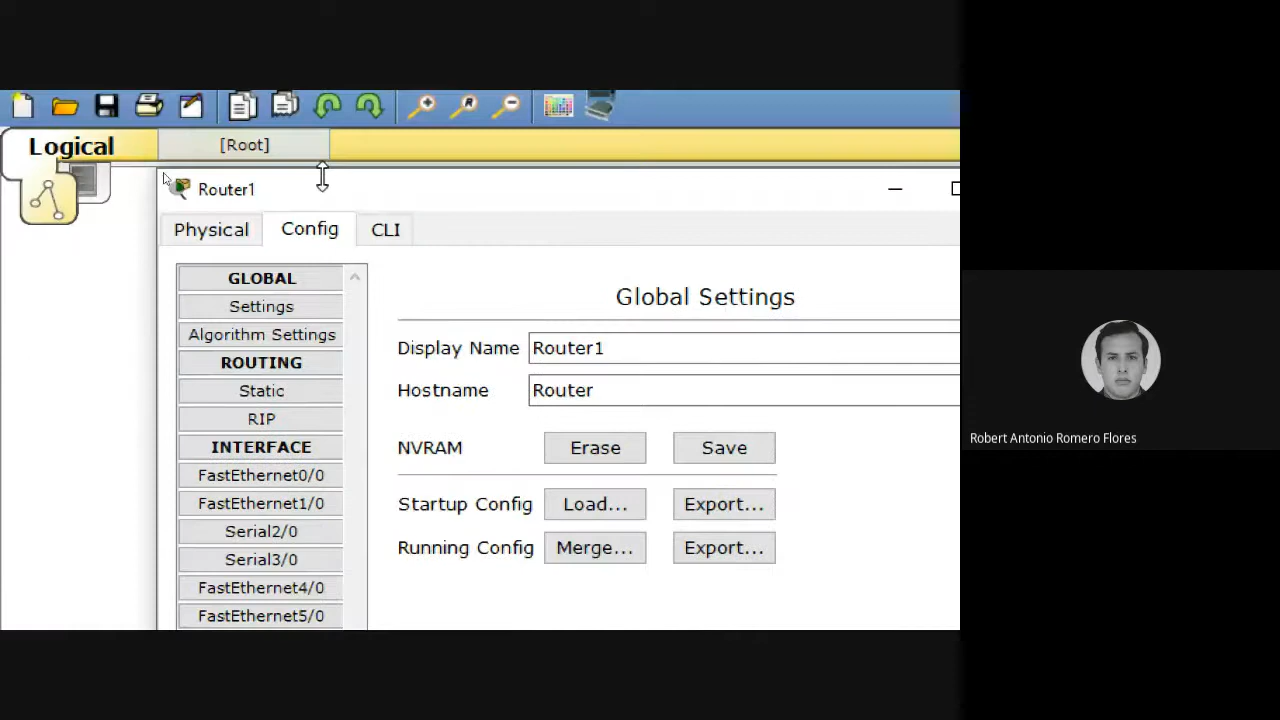 Logical
[Root]
Router1
Physical
Config
CLI
GLOBAL
Settings
Algorithm Settings
ROUTING
Static
RIP
INTERFACE
FastEthernet0/0
FastEthernet1/0
Serial2/0
Serial3/0
FastEthernet4/0
FastEthernet5/0
Global Settings
Display Name Router1
Hostname Router
NVRAM Erase Save
Startup Config Load... Export...
Running Config Merge... Export...
Robert Antonio Romero Flores